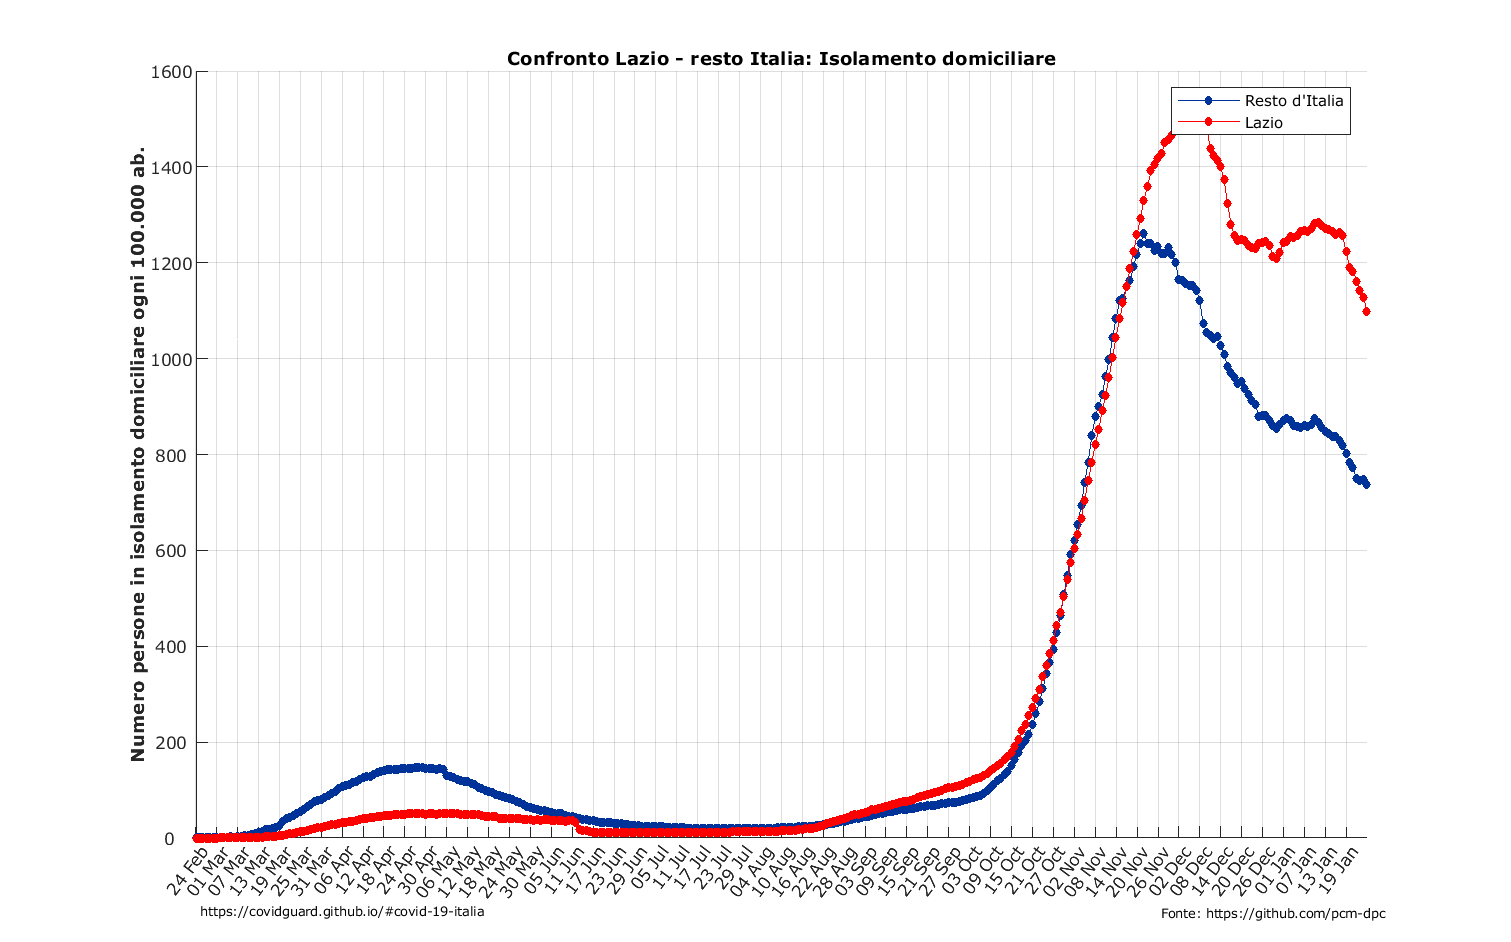 Confronto Lazio - resto Italia: Isolamento domiciliare
Numero persone in isolamento domiciliare ogni 100.000 ab.
1600
1400
1200
1000
800
600
400
200
0
Resto d'Italia
Lazio
24 Feb
01 Mar
07 Mar
13 Mar
19 Mar
25 Mar
31 Mar
06 Apr
12 Apr
18 Apr
24 Apr
30 Apr
06 May
12 May
18 May
24 May
30 May
05 Jun
11 Jun
17 Jun
23 Jun
29 Jun
05 Jul
11 Jul
17 Jul
23 Jul
29 Jul
04 Aug
10 Aug
16 Aug
22 Aug
28 Aug
03 Sep
09 Sep
15 Sep
21 Sep
27 Sep
03 Oct
09 Oct
15 Oct
21 Oct
27 Oct
02 Nov
08 Nov
14 Nov
20 Nov
26 Nov
02 Dec
08 Dec
14 Dec
20 Dec
26 Dec
01 Jan
07 Jan
13 Jan
19 Jan
https://covidguard.github.io/#covid-19-italia
Fonte: https://github.com/pcm-dpc